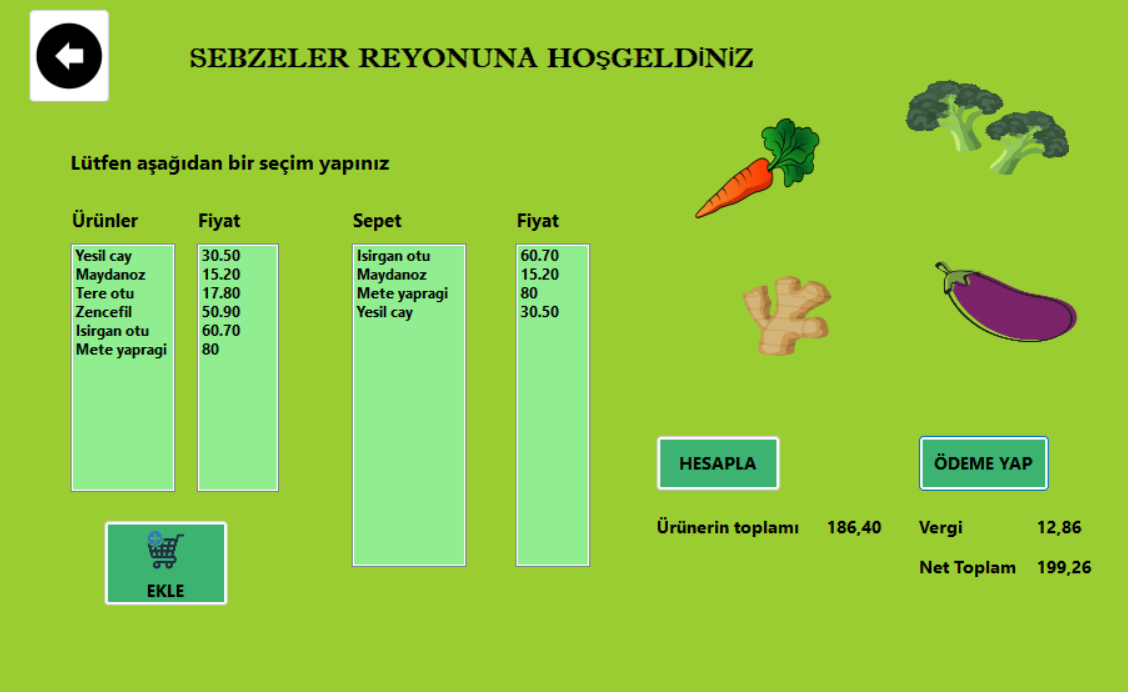 SEBZELER REYONUNA HOŞGELDİNİZ
Lütfen aşağıdan bir seçim yapınız
Ürünler Fiyat Sepet Fiyat
Yesil cay 30.50 Isirgan otu 60.70
Maydanoz 15.20 Maydanoz 15.20
Tere otu 17.80 Mete yapragi 80
Zencefil 50.90 Yesil cay 30.50
Isirgan otu 60.70
Mete yapragi 80
HESAPLA ÖDEME YAP
Ürünerin toplamı 186,40 Vergi 12,86
Net Toplam 199,26
EKLE